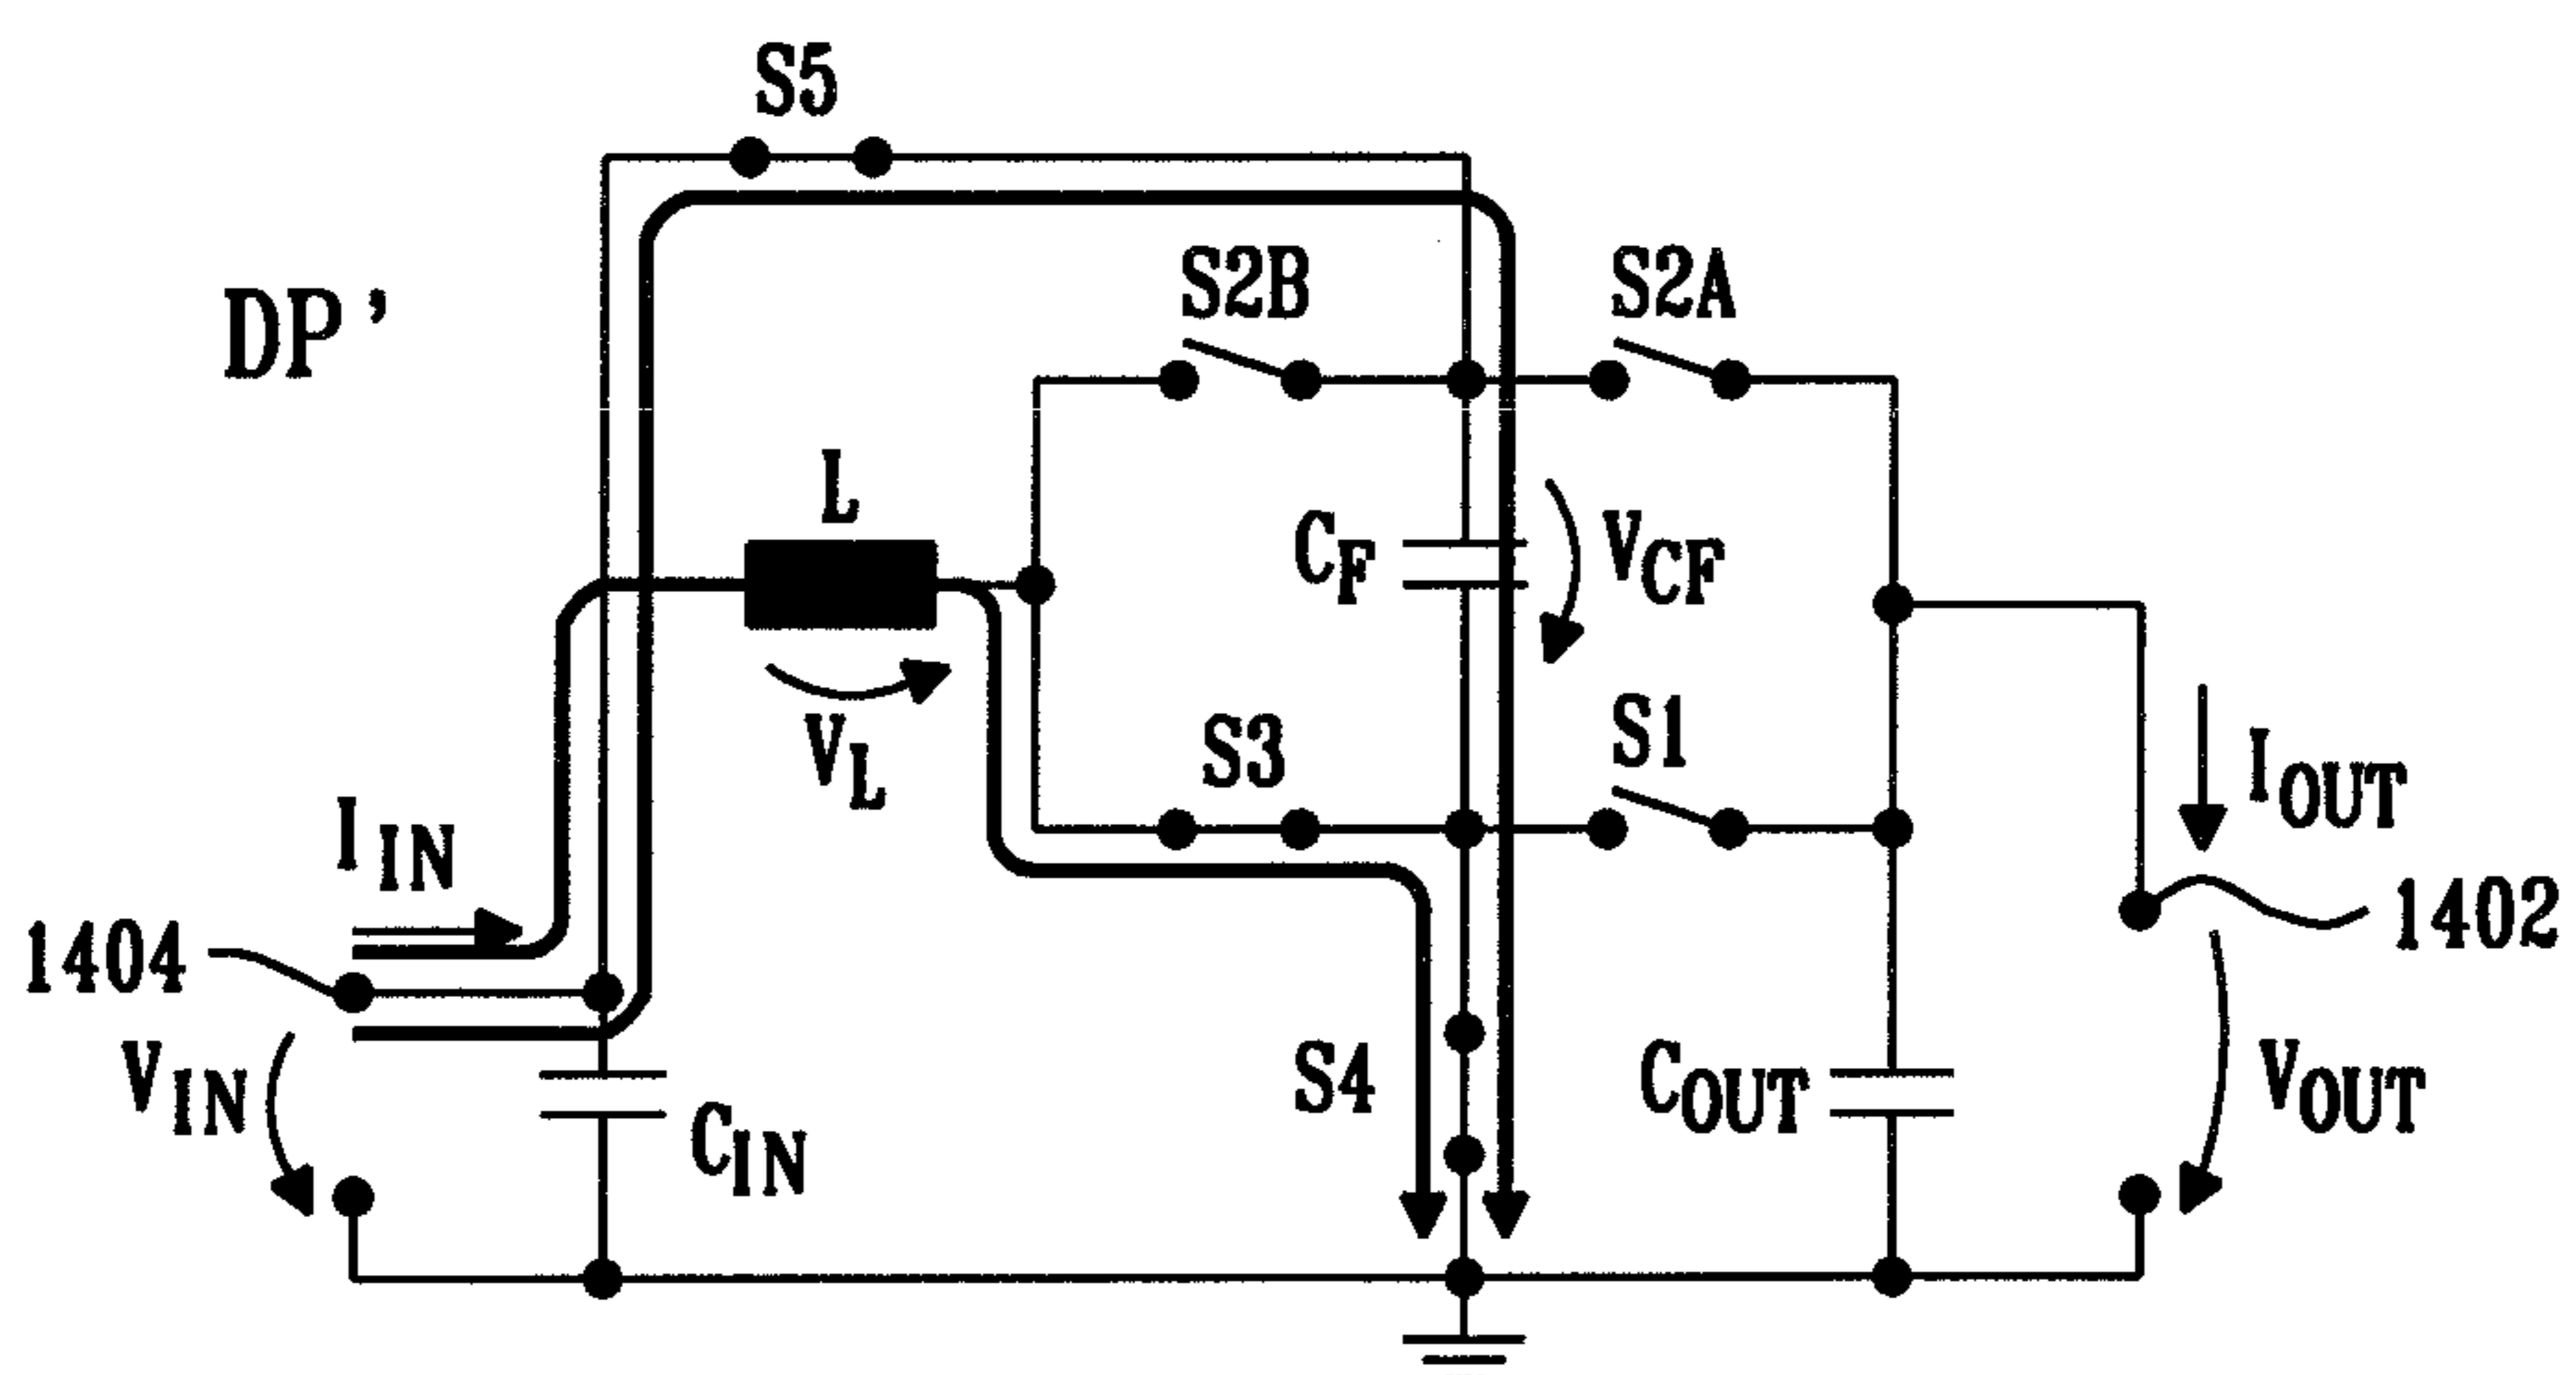 S5
S2B
S2A
DP'
L
CF
VCF
VL
S3
S1
IIN
IOUT
1404
1402
VIN
CIN
S4
COUT
VOUT